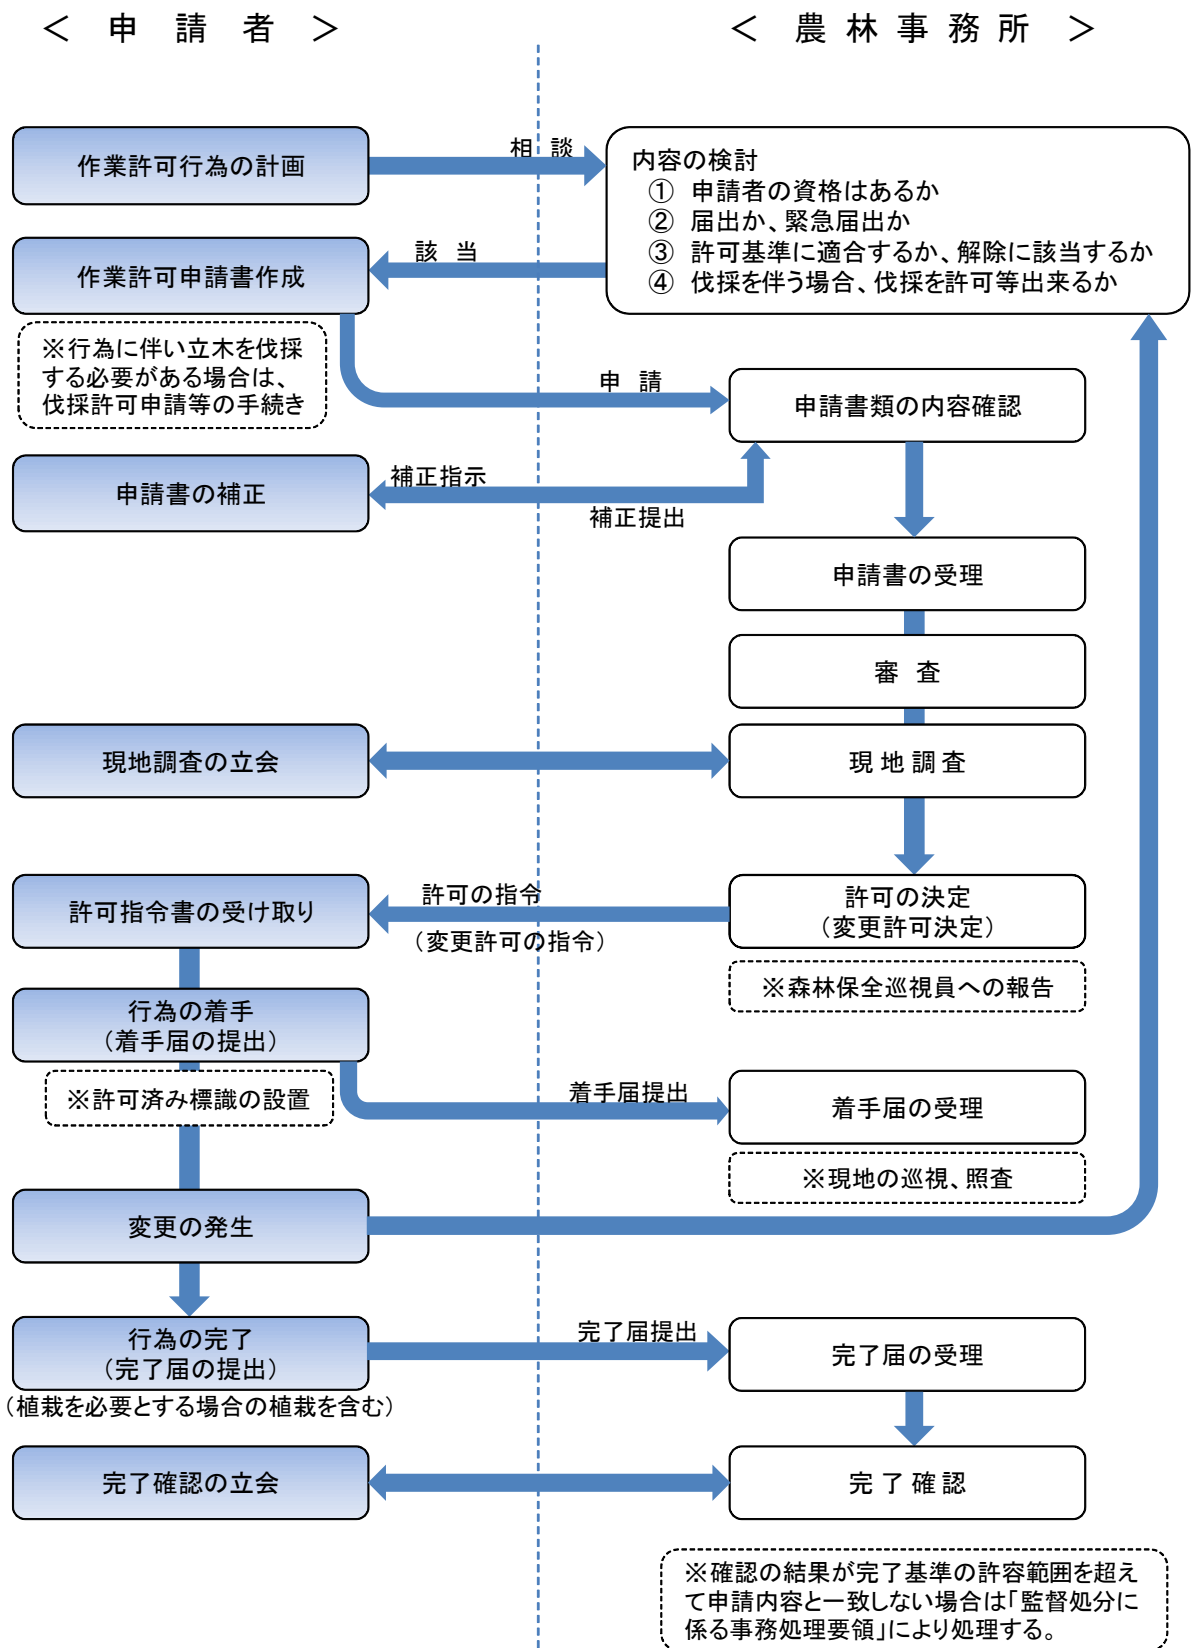 ＜ 申 請 者 ＞
＜ 農 林 事 務 所 ＞
作業許可行為の計画
相 談
内容の検討
① 申請者の資格はあるか
② 届出か、緊急届出か
③ 許可基準に適合するか、解除に該当するか
④ 伐採を伴う場合、伐採を許可等出来るか
該 当
作業許可申請書作成
※行為に伴い立木を伐採
する必要がある場合は、
伐採許可申請等の手続き
申 請
申請書類の内容確認
申請書の補正
補正指示
補正提出
申請書の受理
審 査
現地調査の立会
現 地 調 査
許可指令書の受け取り
許可の指令
（変更許可の指令）
許可の決定
（変更許可決定）
※森林保全巡視員への報告
行為の着手
（着手届の提出）
※許可済み標識の設置
着手届提出
着手届の受理
※現地の巡視、照査
変更の発生
行為の完了
（完了届の提出）
（植栽を必要とする場合の植栽を含む）
完了届提出
完了届の受理
完了確認の立会
完 了 確 認
※確認の結果が完了基準の許容範囲を超え
て申請内容と一致しない場合は「監督処分に
係る事務処理要領」により処理する。